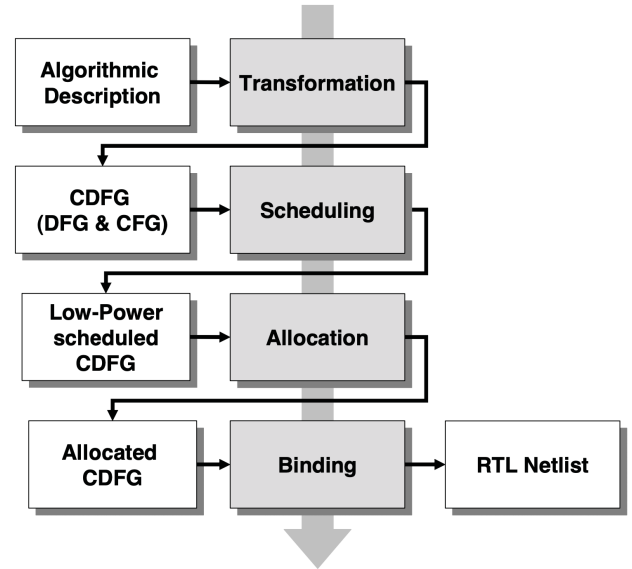 Algorithmic
Description
Transformation
CDFG
(DFG & CFG)
Scheduling
Low-Power
scheduled
CDFG
Allocation
Allocated
CDFG
Binding
RTL Netlist